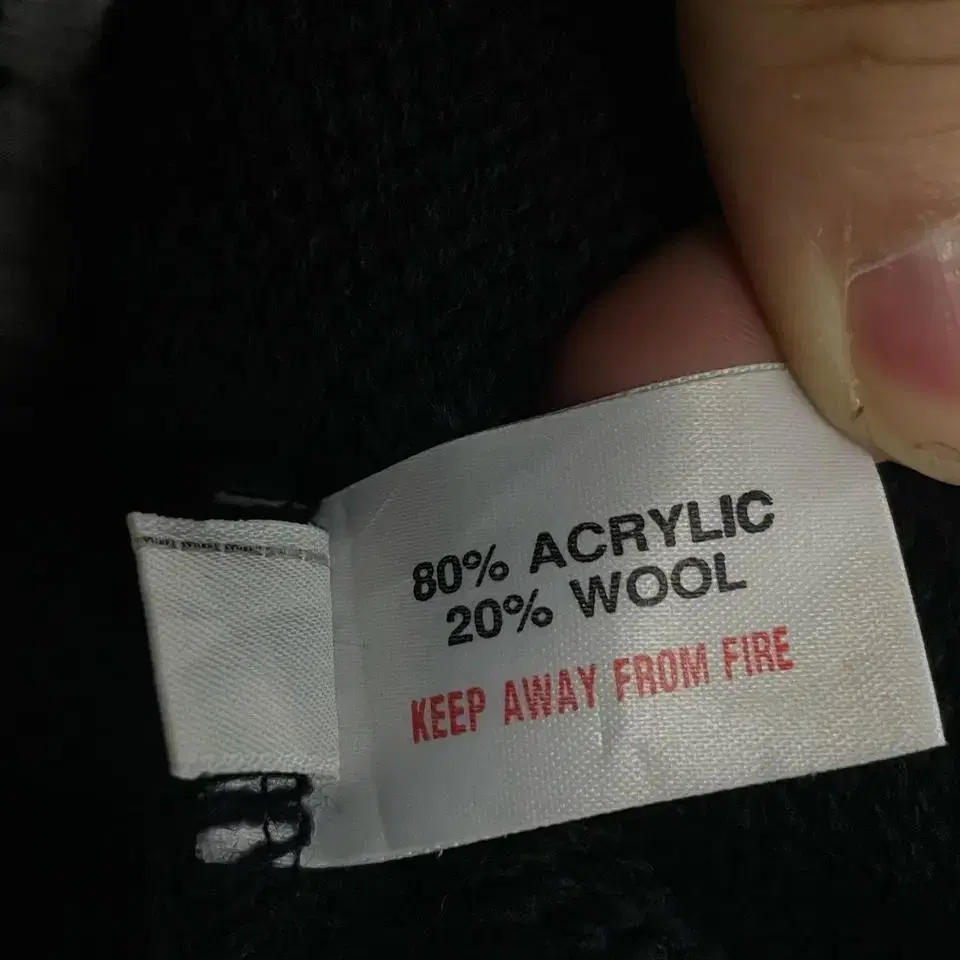 80% ACRYLIC
20% WOOL
KEEP AWAY FROM FIRE